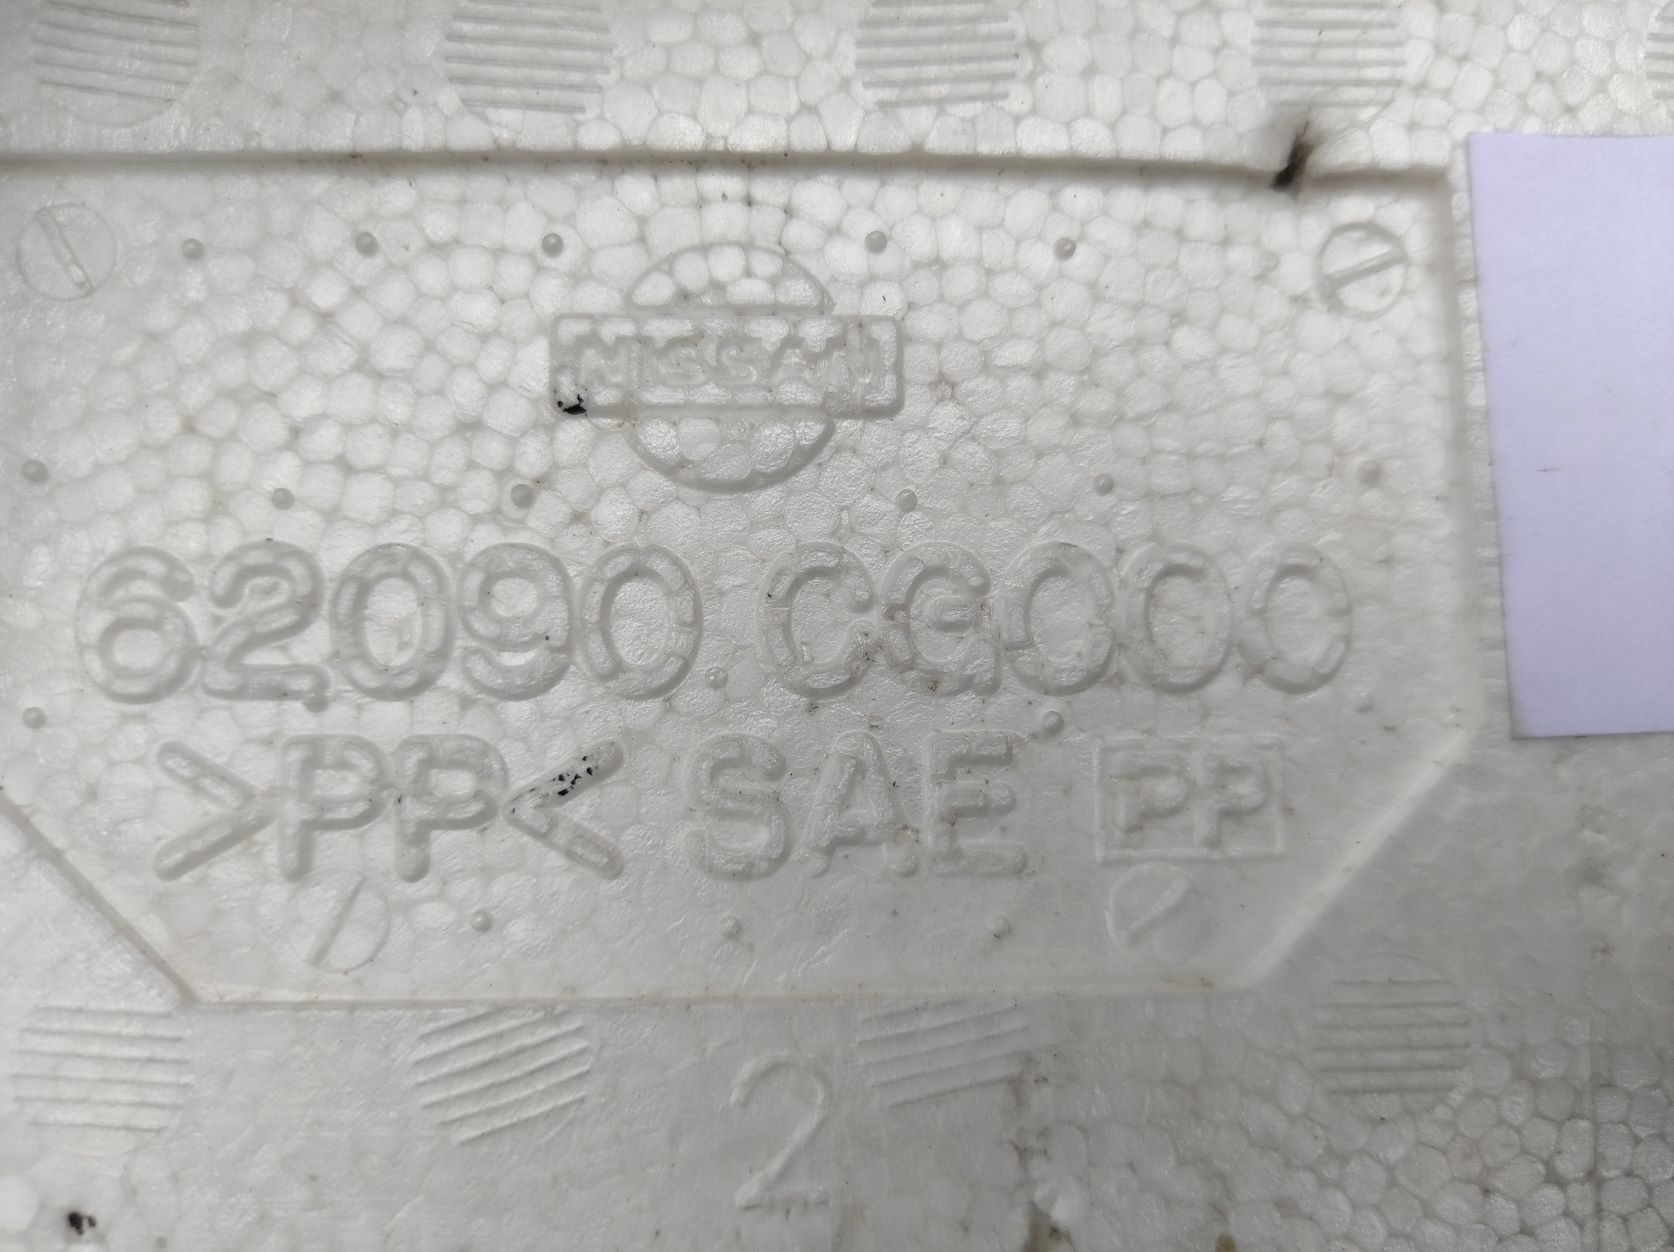 NISSAN
62090 CG000
>PP< SAE PP
2